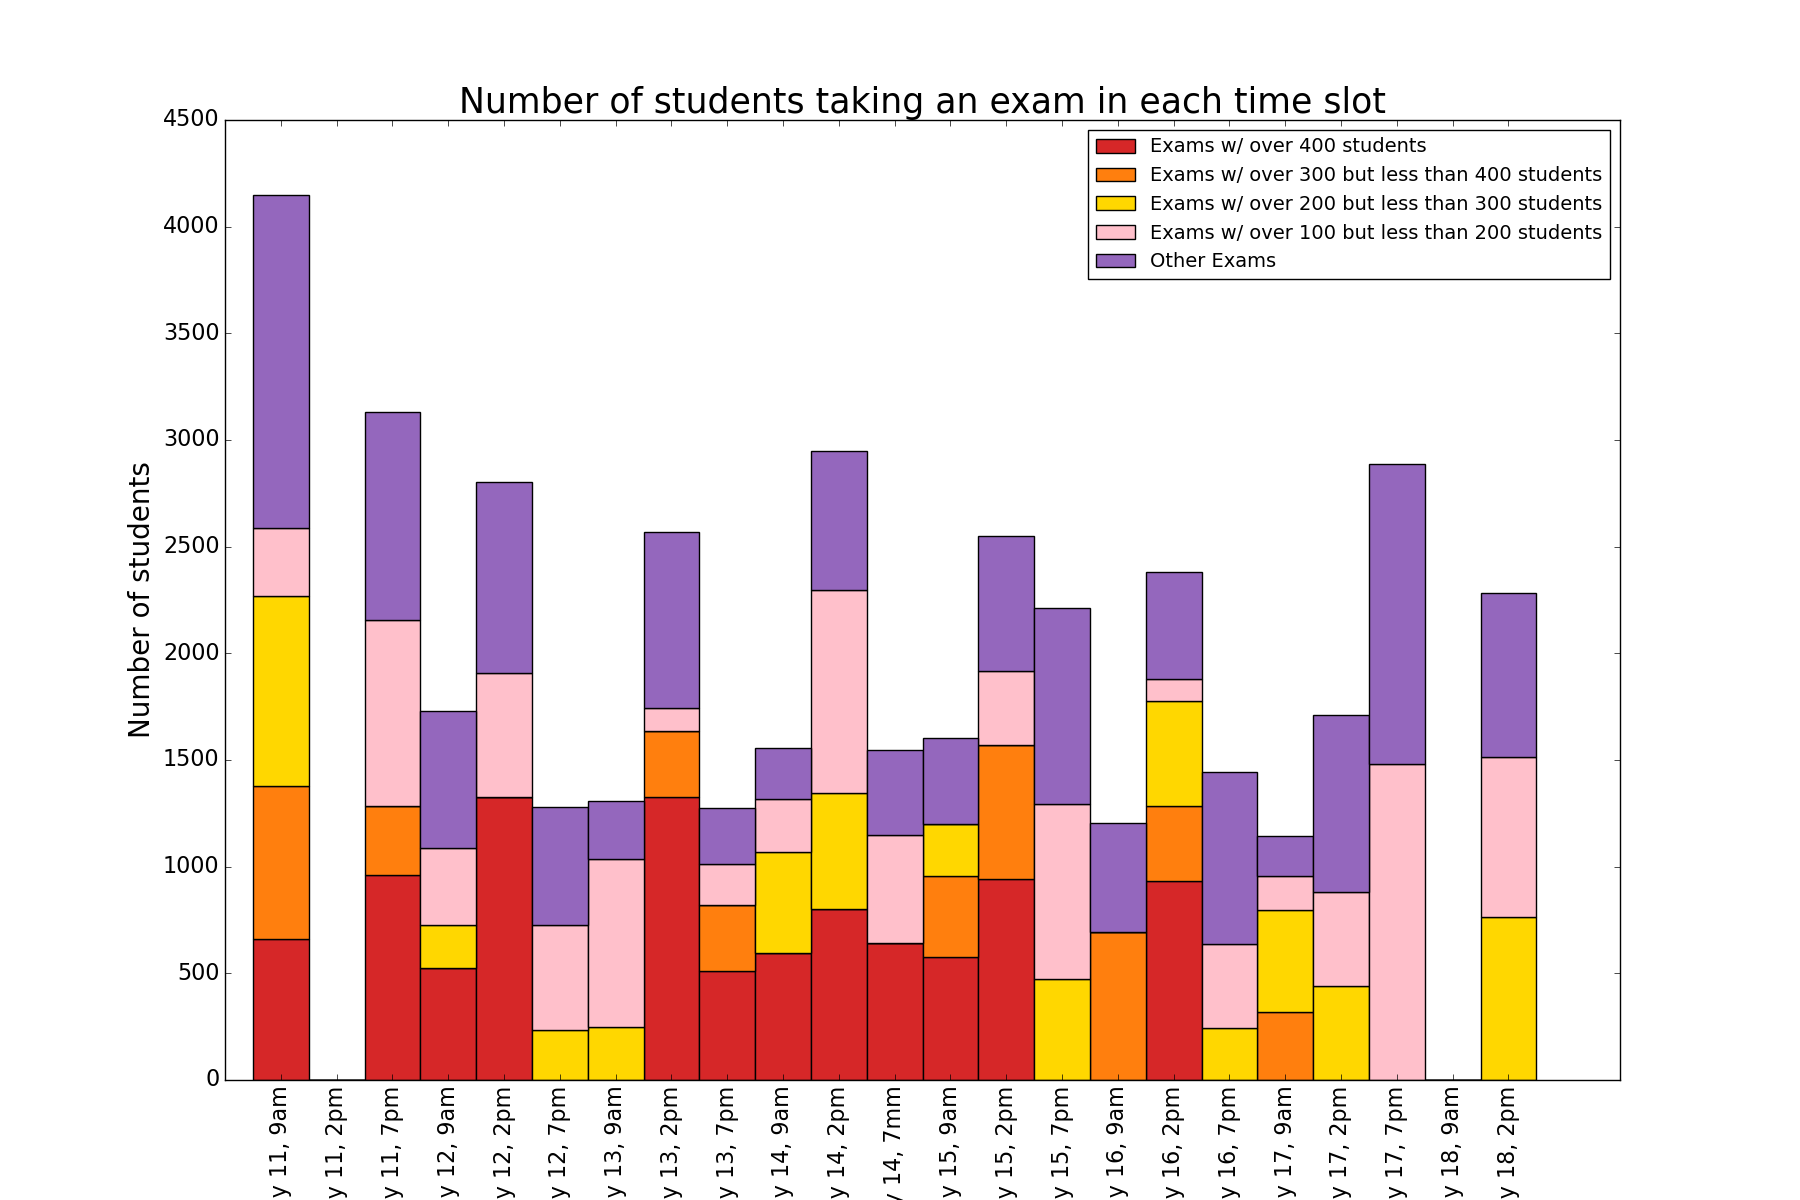 Number of students taking an exam in each time slot
4500
4000
3500
3000
2500
2000
1500
1000
500
0
Number of students
Exams w/ over 400 students
Exams w/ over 300 but less than 400 students
Exams w/ over 200 but less than 300 students
Exams w/ over 100 but less than 200 students
Other Exams
y 11, 9am
y 11, 2pm
y 11, 7pm
y 12, 9am
y 12, 2pm
y 12, 7pm
y 13, 9am
y 13, 2pm
y 13, 7pm
y 14, 9am
y 14, 2pm
y 14, 7mm
y 15, 9am
y 15, 2pm
y 15, 7pm
y 16, 9am
y 16, 2pm
y 16, 7pm
y 17, 9am
y 17, 2pm
y 17, 7pm
y 18, 9am
y 18, 2pm